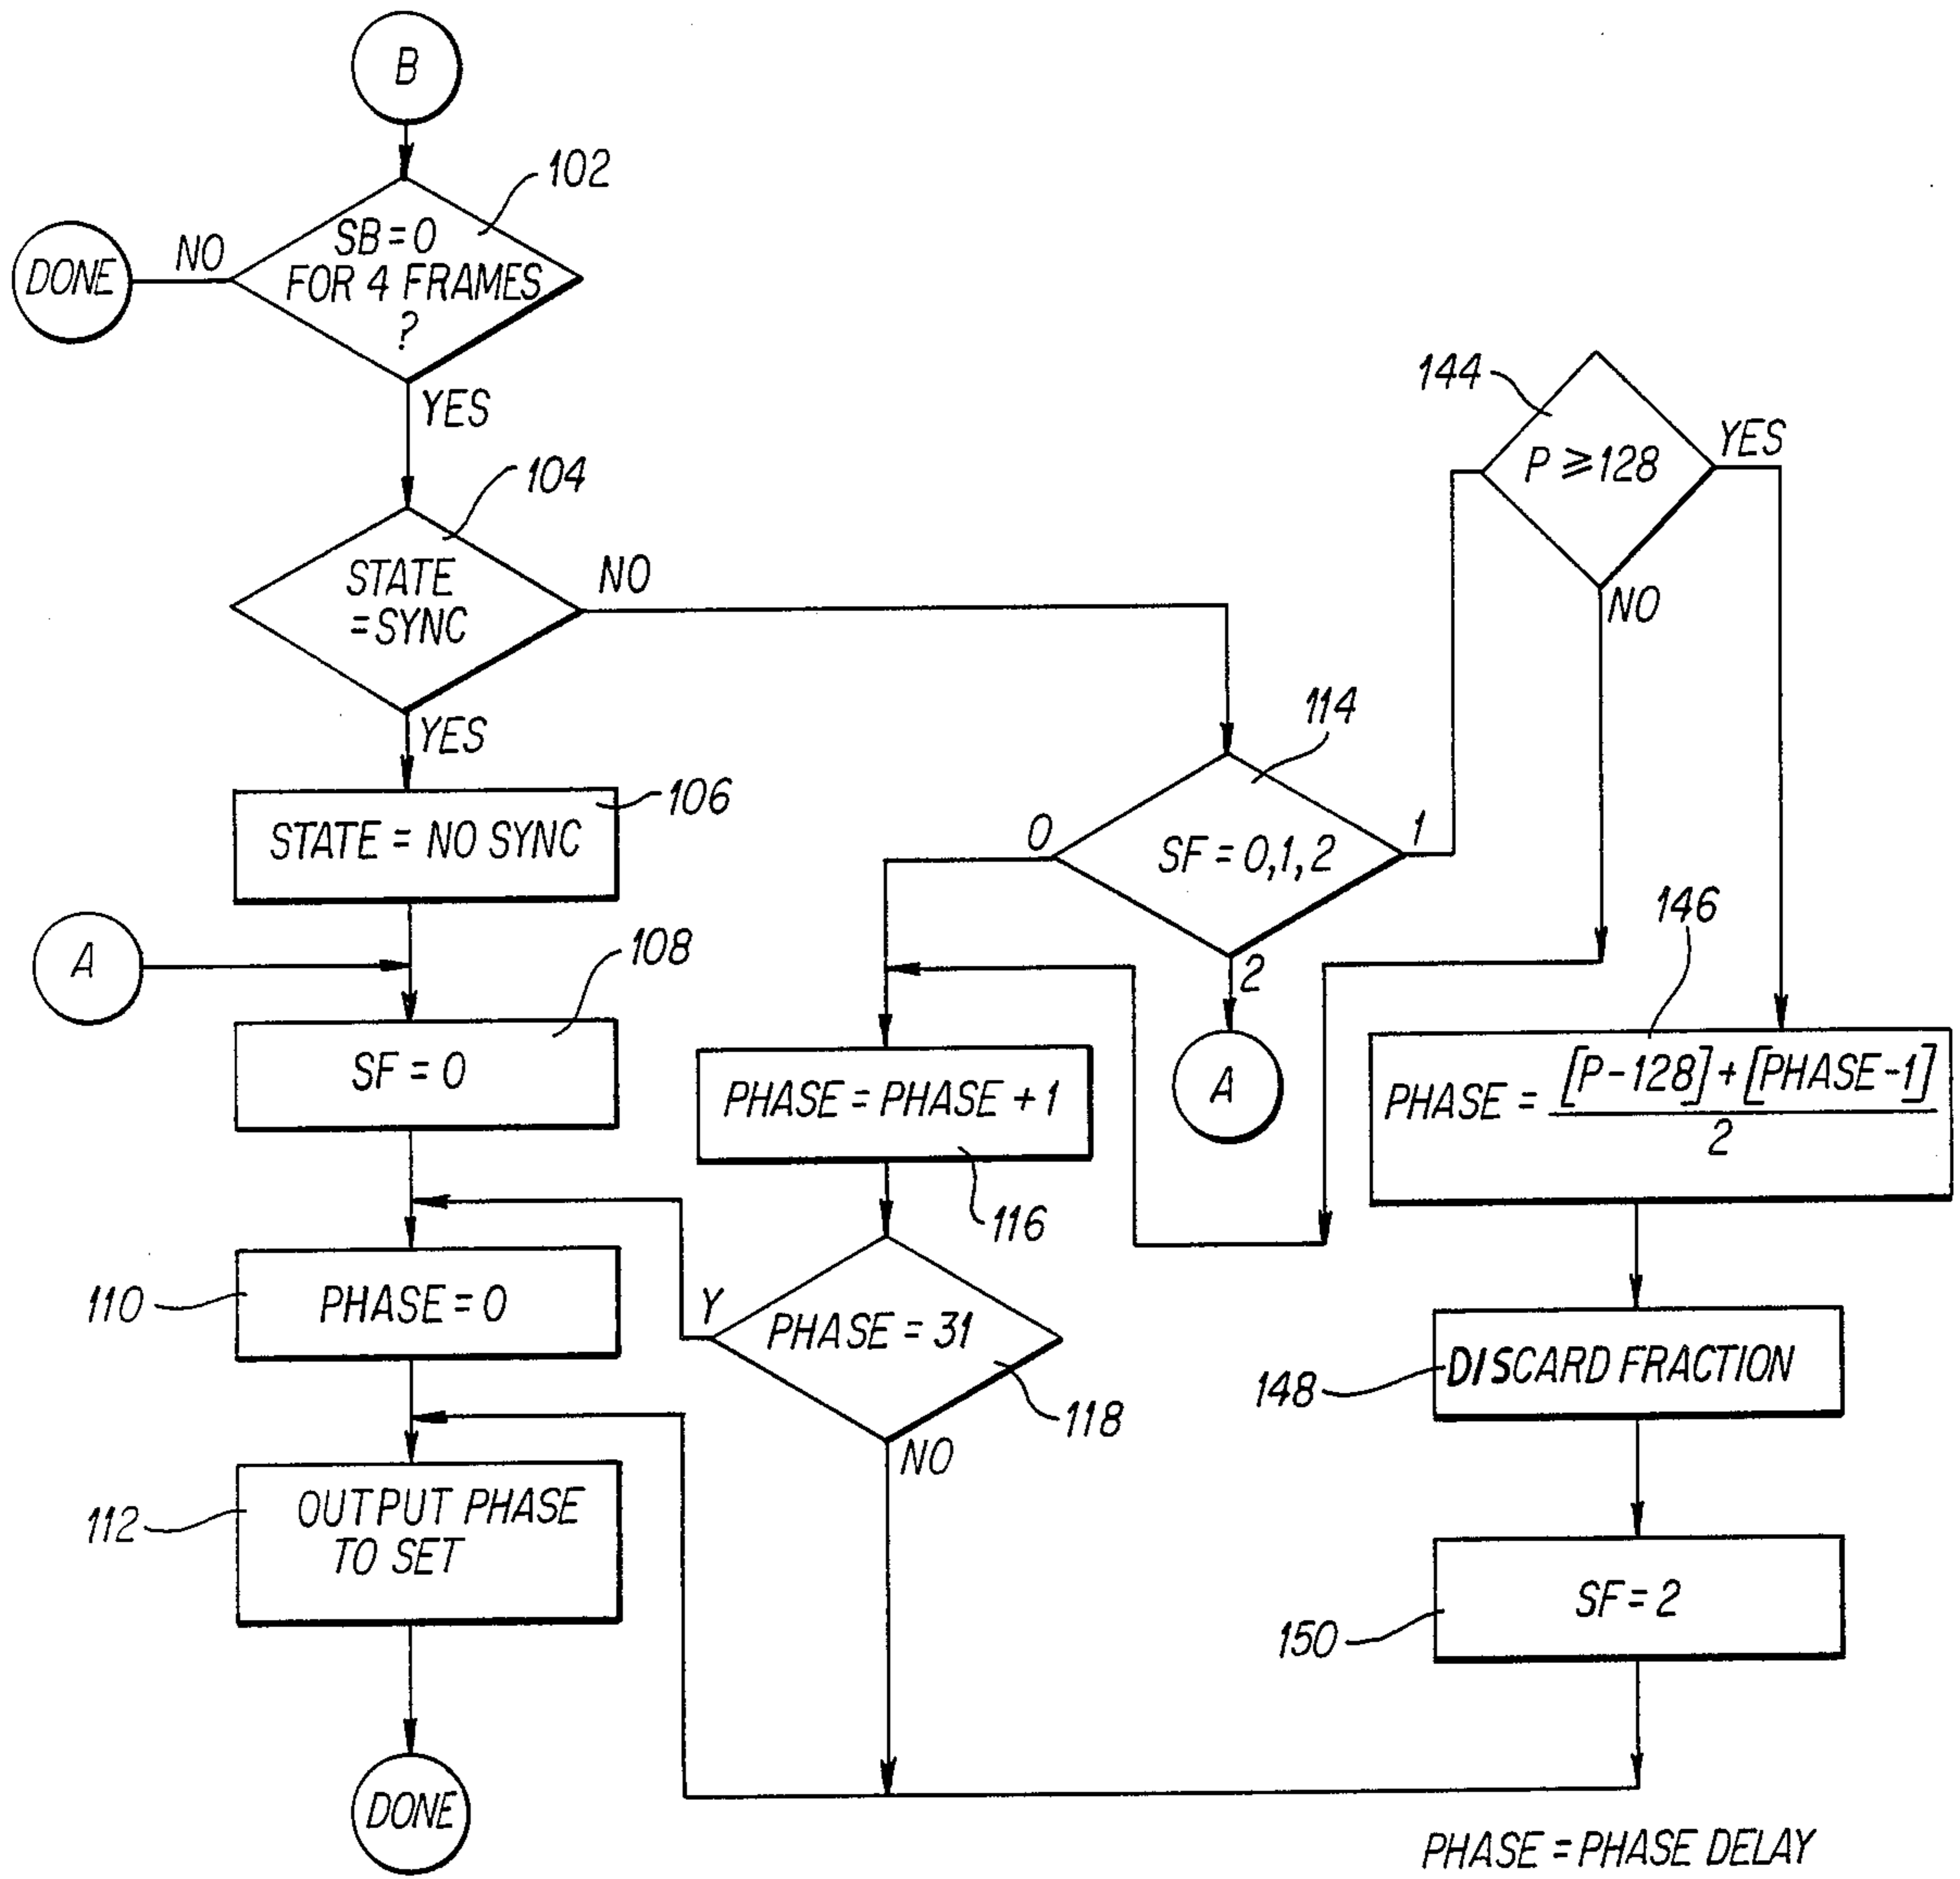 B
102
SB = 0
FOR 4 FRAMES
?
NO
DONE
YES
104
STATE
= SYNC
NO
YES
106
STATE = NO SYNC
A
108
SF = 0
110
PHASE = 0
112
OUTPUT PHASE
TO SET
DONE
114
SF = 0, 1, 2
0
1
2
A
PHASE = PHASE + 1
116
PHASE = 31
Y
118
NO
144
P ≥ 128
YES
NO
146
PHASE = [P - 128] + [PHASE - 1]
2
148
DISCARD FRACTION
150
SF = 2
PHASE = PHASE DELAY